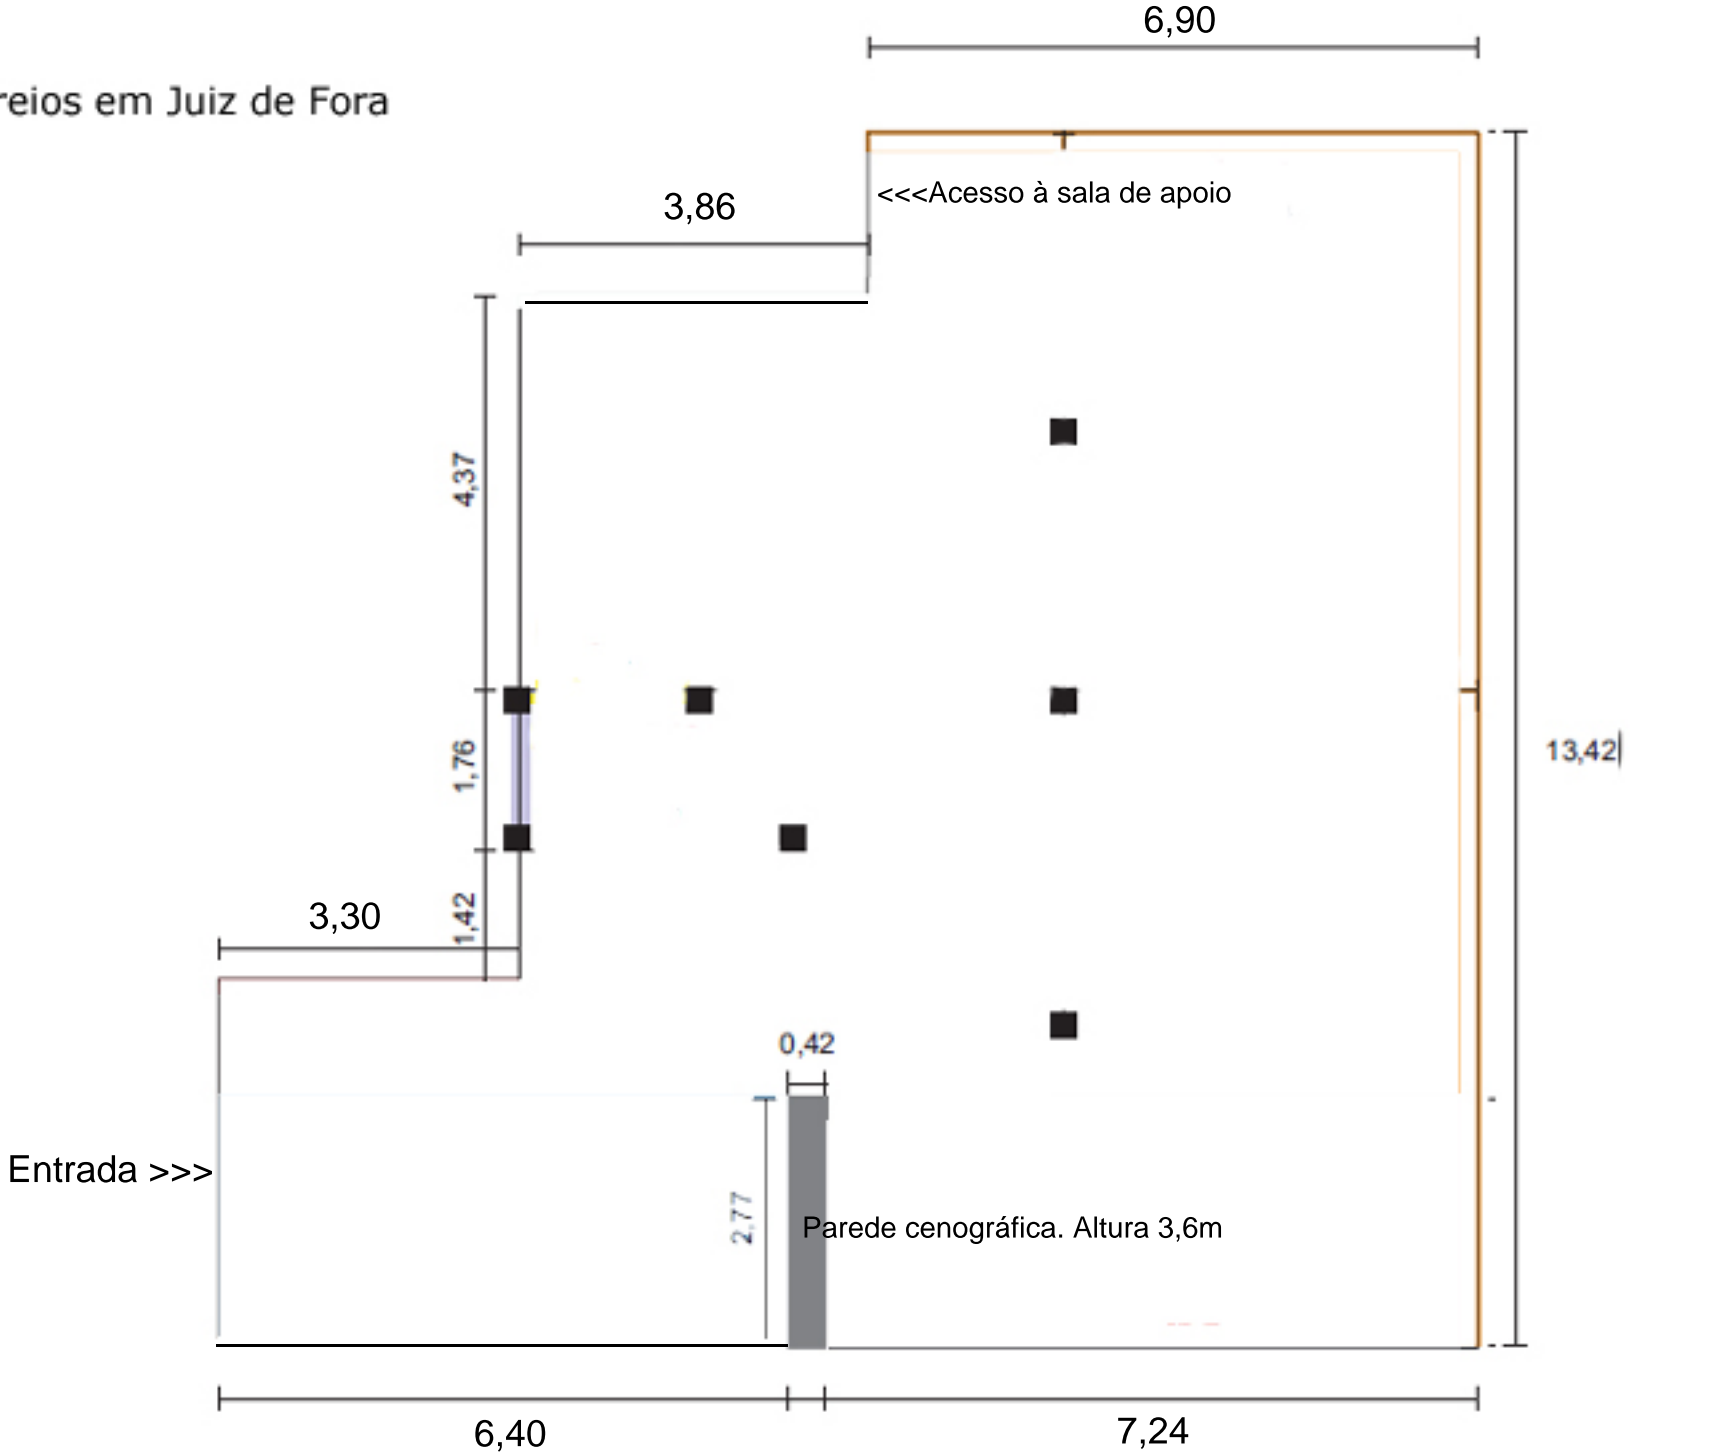 6,90
reios em Juiz de Fora
<<<Acesso à sala de apoio
3,86
4,37
1,76
13,42
1,42
3,30
0,42
Entrada >>>
2,77
Parede cenográfica. Altura 3,6m
6,40
7,24